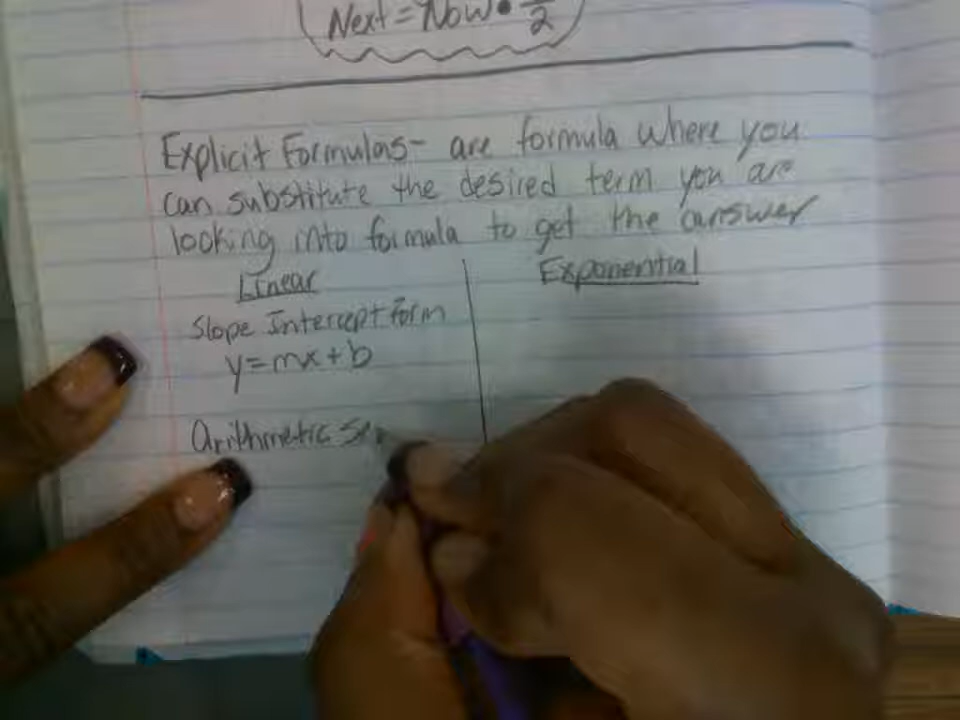 Next = Now • /2
Explicit Formulas- are formula where you
can substitute the desired term you are
looking into formula to get the answer
Linear
Slope Intercept form
y=mx+b
Arithmetic Se
Exponential